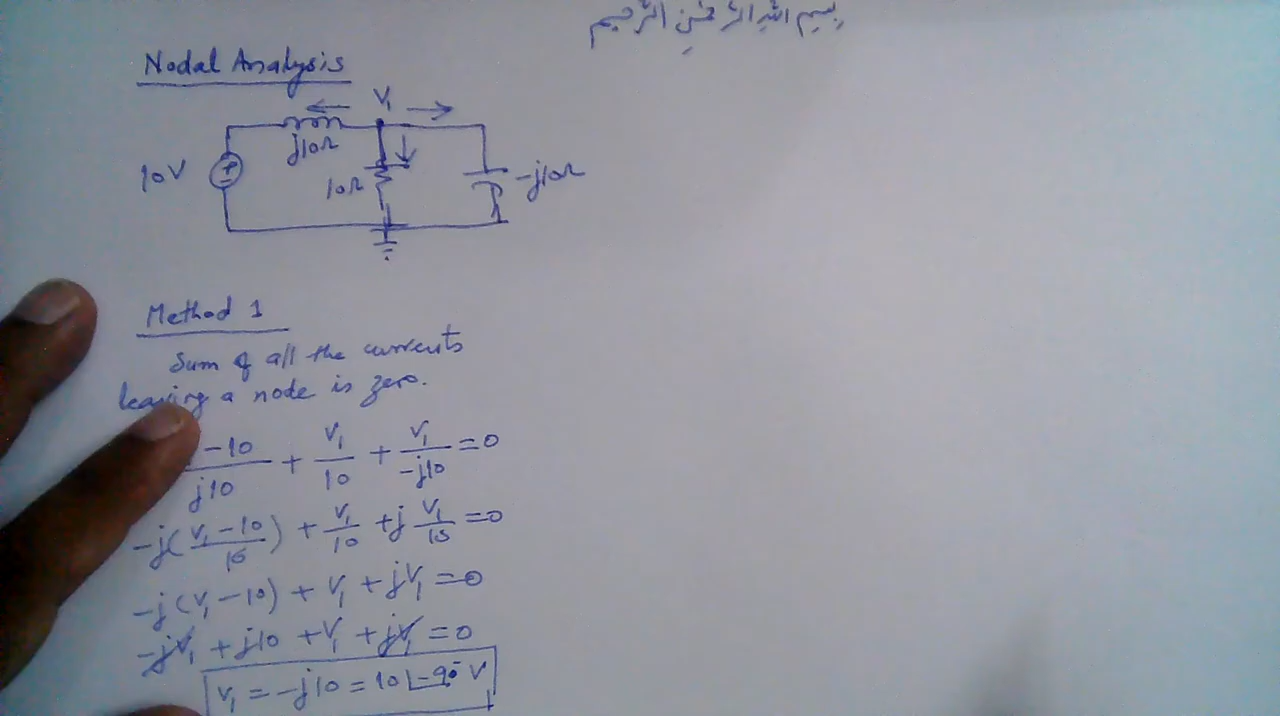 بسم الله الرحمن الرحيم
Nodal Analysis
V₁
j10Ω
10V
10Ω
-j10Ω
Method 1
Sum of all the currents
leaving a node is zero.
-10/j10 + V₁/10 + V₁/-j10 = 0
-j(V₁-10/10) + V₁/10 + j V₁/10 = 0
-j(V₁-10) + V₁ + jV₁ = 0
-jV₁ + j10 + V₁ + jV₁ = 0
V₁ = -j10 = 10∠-90° V